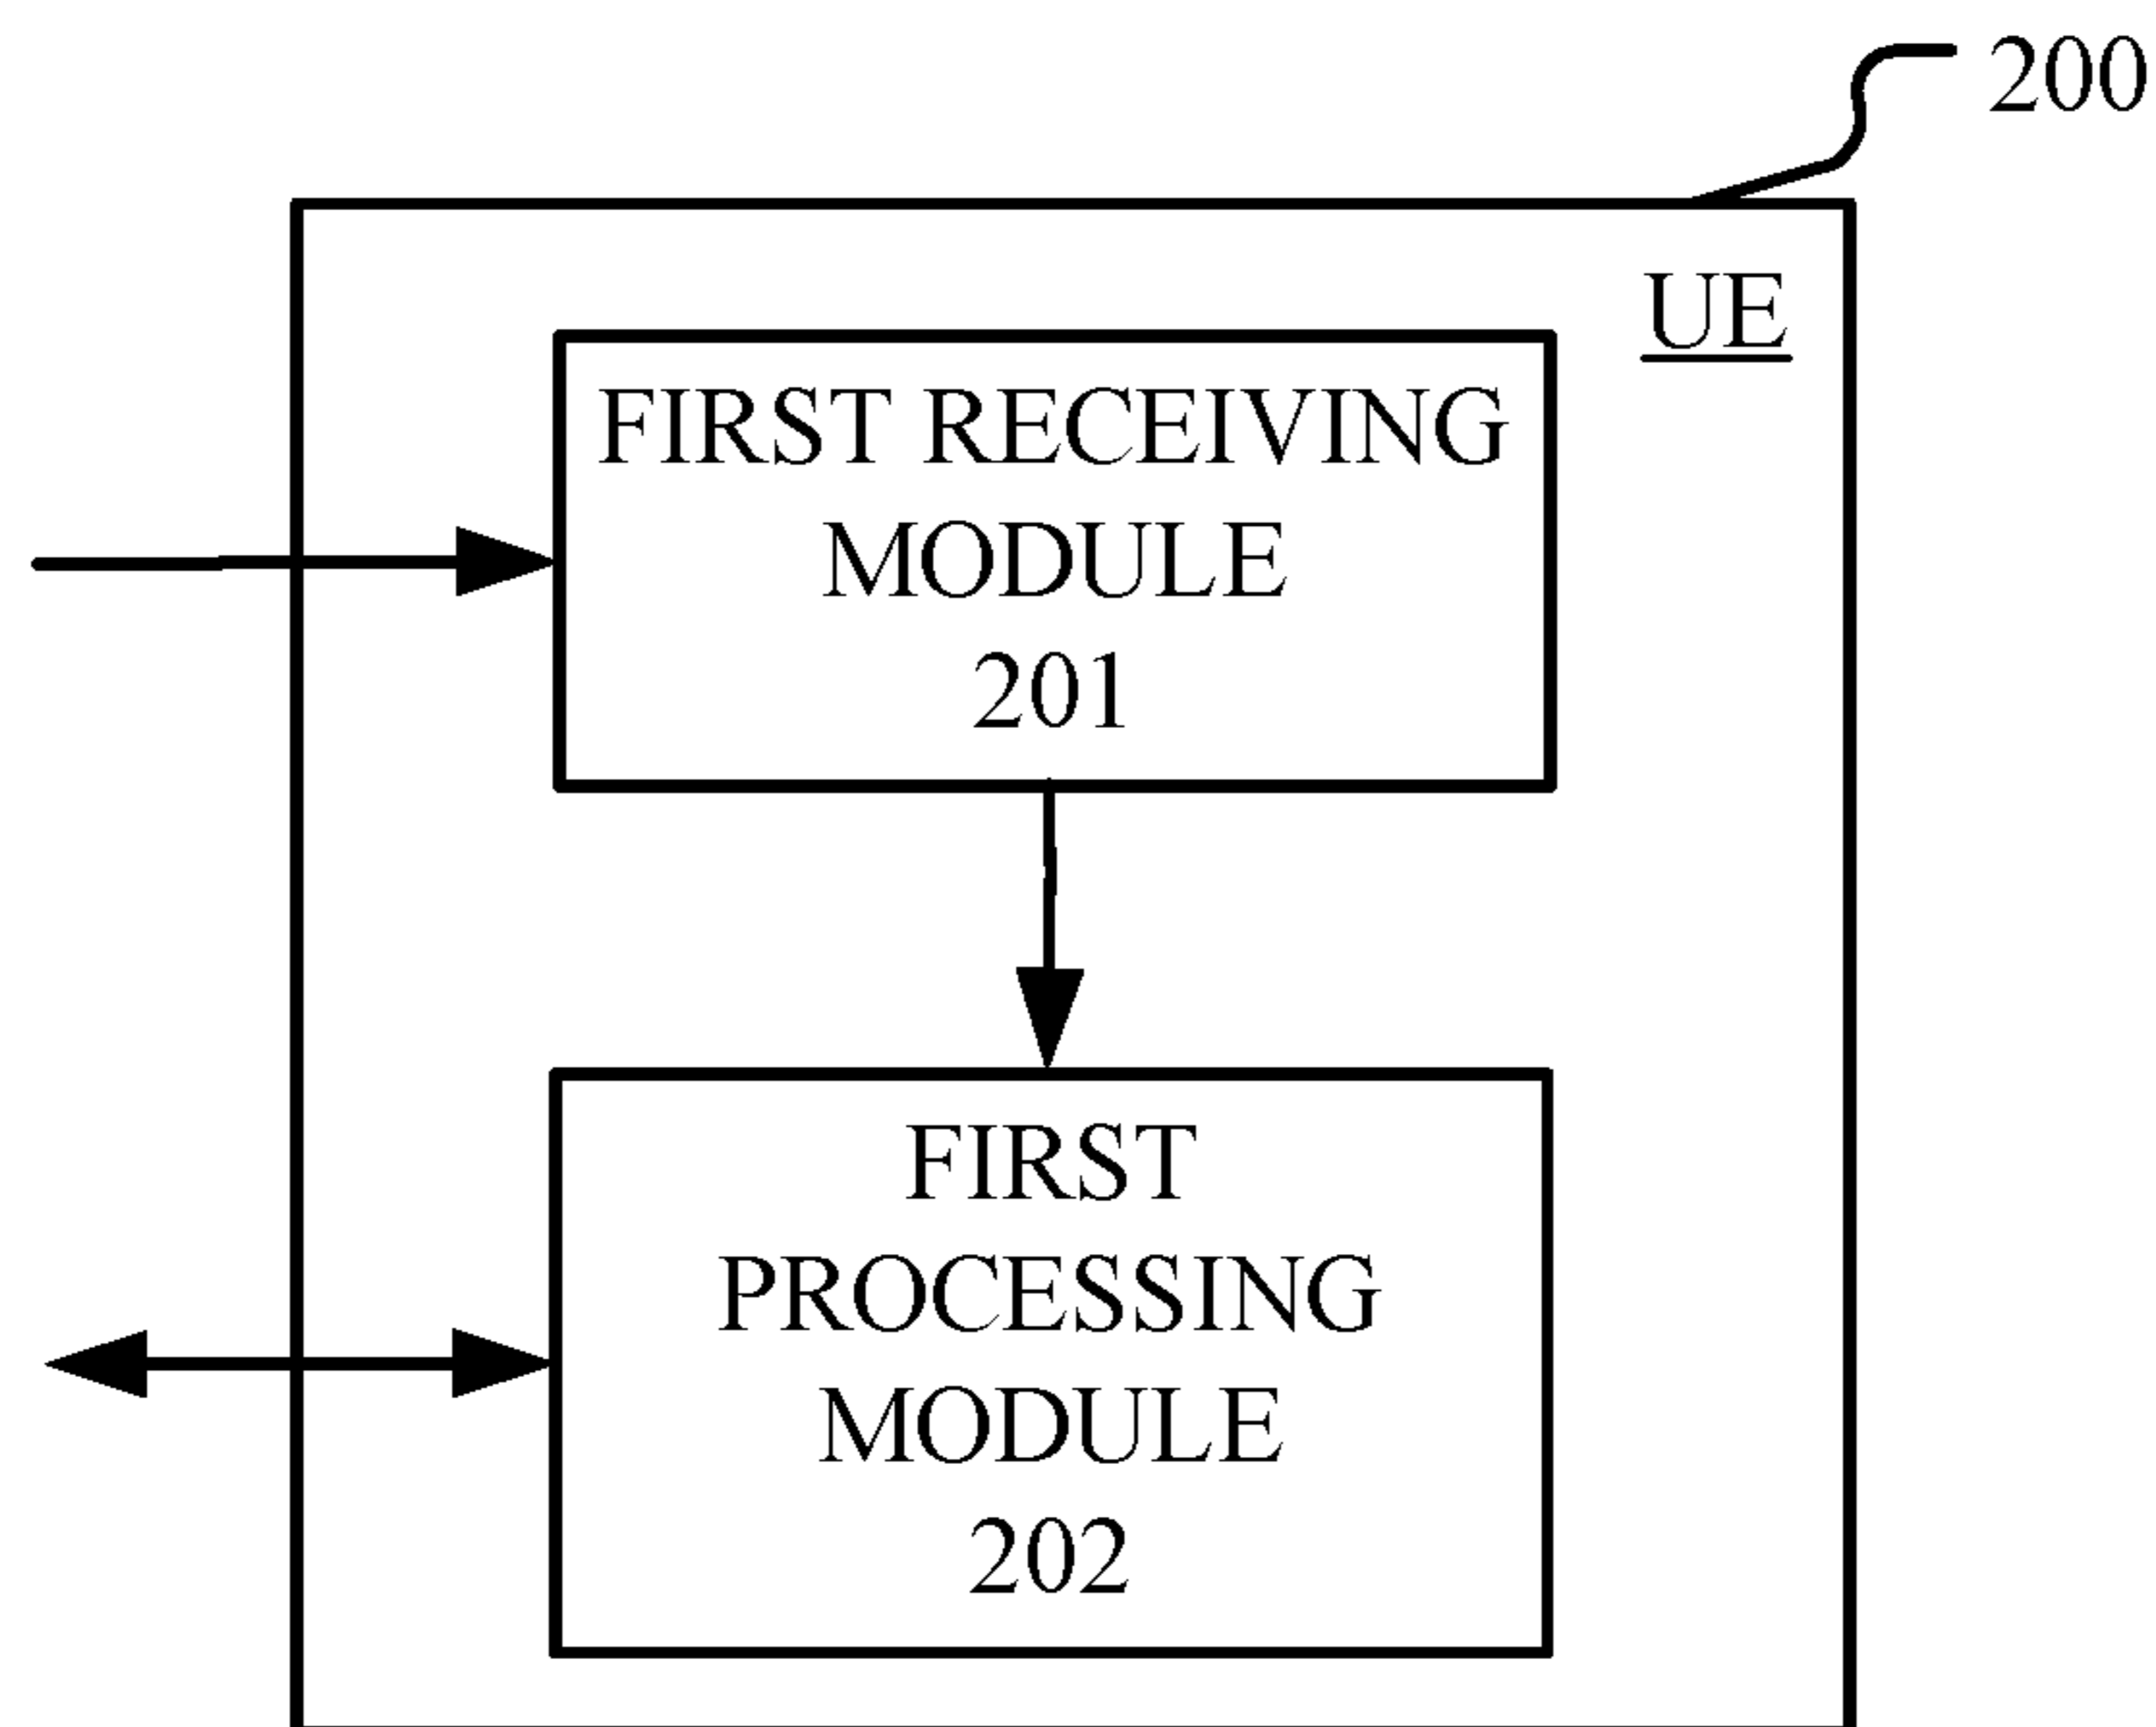 200
UE
FIRST RECEIVING
MODULE
201
FIRST
PROCESSING
MODULE
202